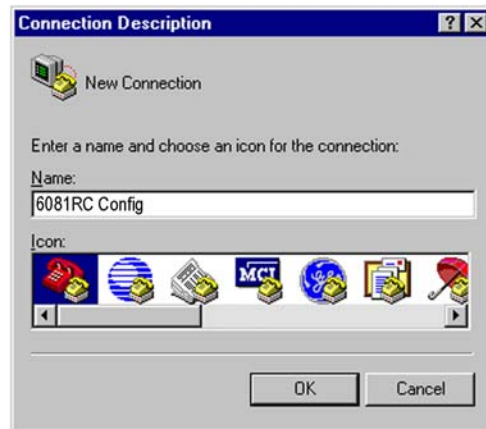 Connection Description
New Connection
Enter a name and choose an icon for the connection:
Name:
6081RC Config
Icon:
MCI
OK
Cancel